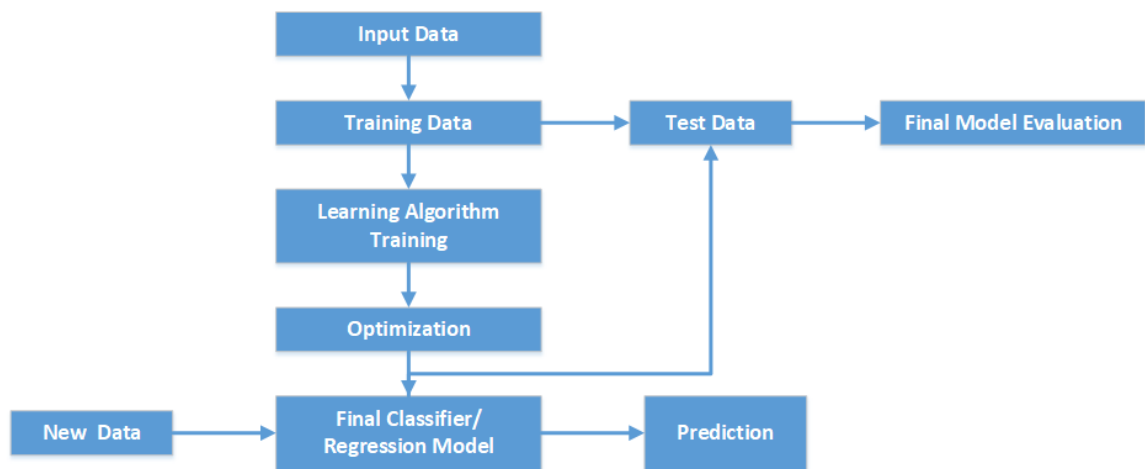 Input Data
Training Data
Test Data
Final Model Evaluation
Learning Algorithm
Training
Optimization
New Data
Final Classifier/
Regression Model
Prediction